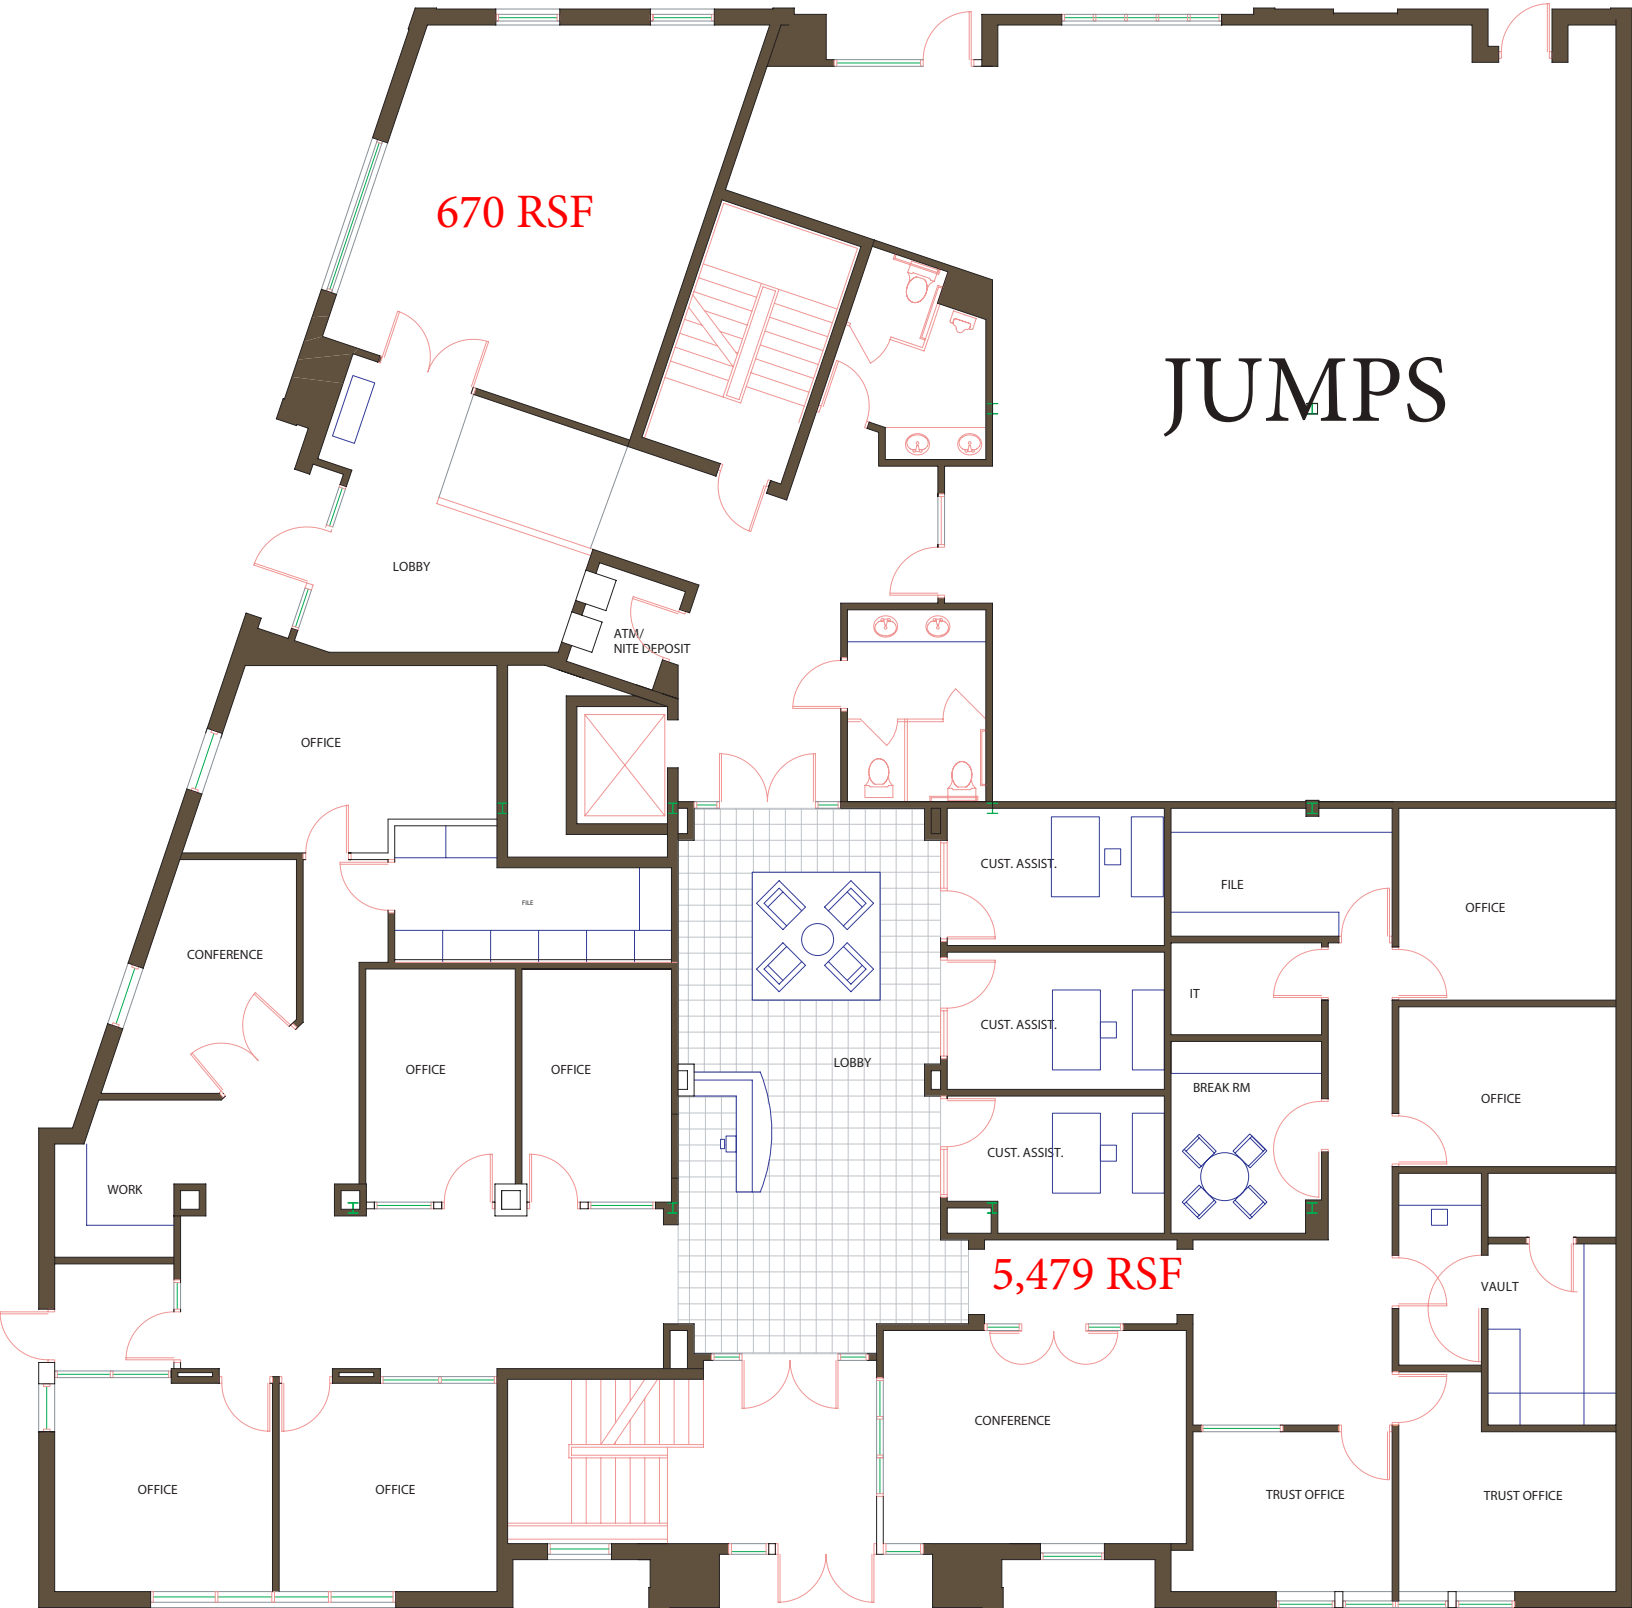 670 RSF
JUMPS
LOBBY
ATM/
NITE DEPOSIT
OFFICE
CUST. ASSIST.
FILE
FILE
OFFICE
CONFERENCE
IT
CUST. ASSIST.
LOBBY
OFFICE
OFFICE
BREAK RM
OFFICE
CUST. ASSIST.
WORK
5,479 RSF
VAULT
CONFERENCE
OFFICE
OFFICE
TRUST OFFICE
TRUST OFFICE